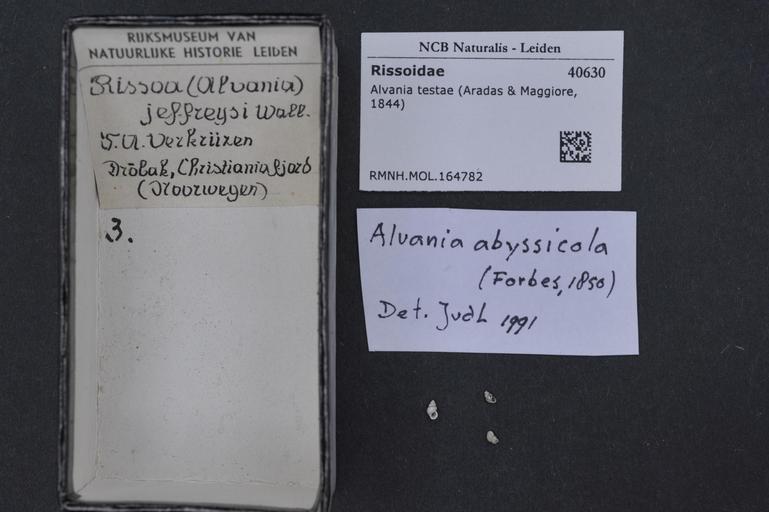 RIJKSMUSEUM VAN
NATUURLIJKE HISTORIE LEIDEN
Rissoa (Alvania)
jeffreysi Wall.
T. A. Verkrüzen
Dröbak, Christianiafjord
(Noorwegen)
3.
NCB Naturalis - Leiden
Rissoidae 40630
Alvania testae (Aradas & Maggiore,
1844)
RMNH.MOL.164782
Alvania abyssicola
(Forbes, 1850)
Det. JvdL 1991